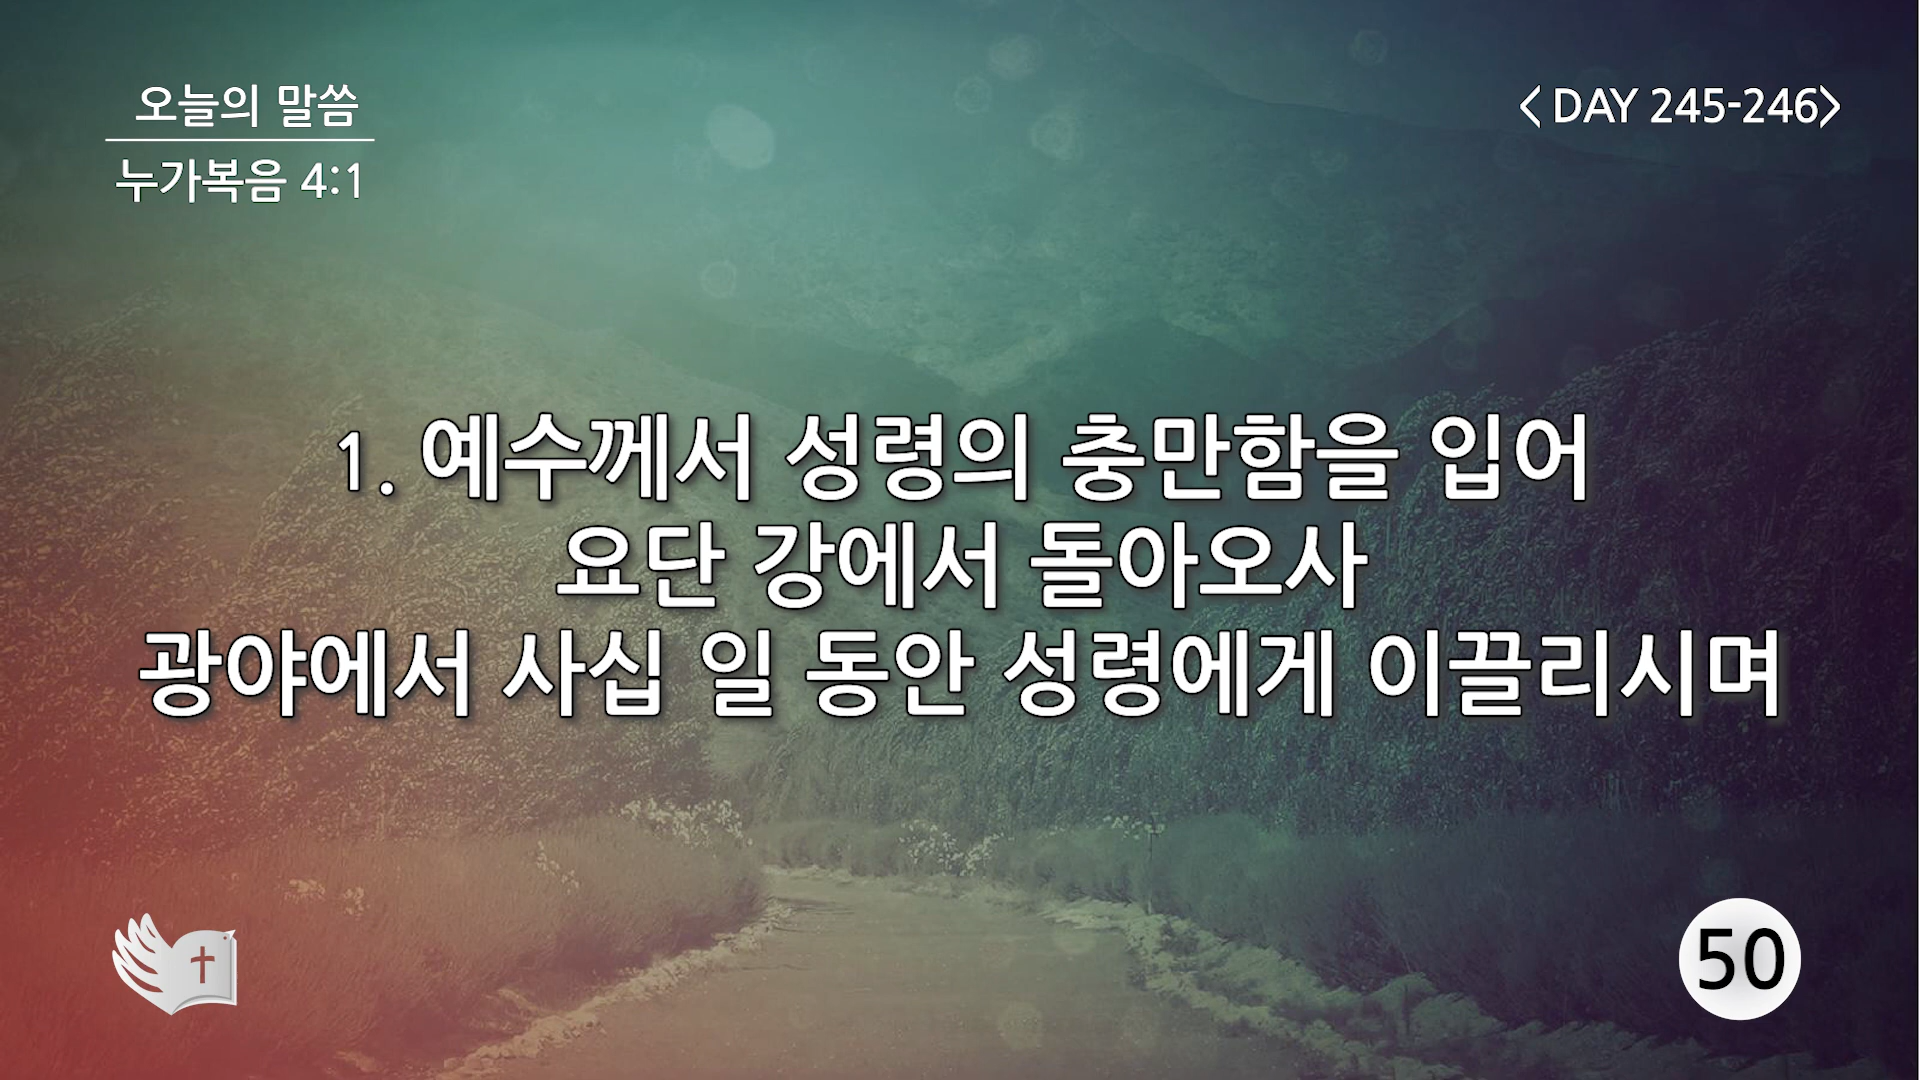 오늘의 말씀
누가복음 4:1
< DAY 245-246>
1. 예수께서 성령의 충만함을 입어
요단 강에서 돌아오사
광야에서 사십 일 동안 성령에게 이끌리시며
50